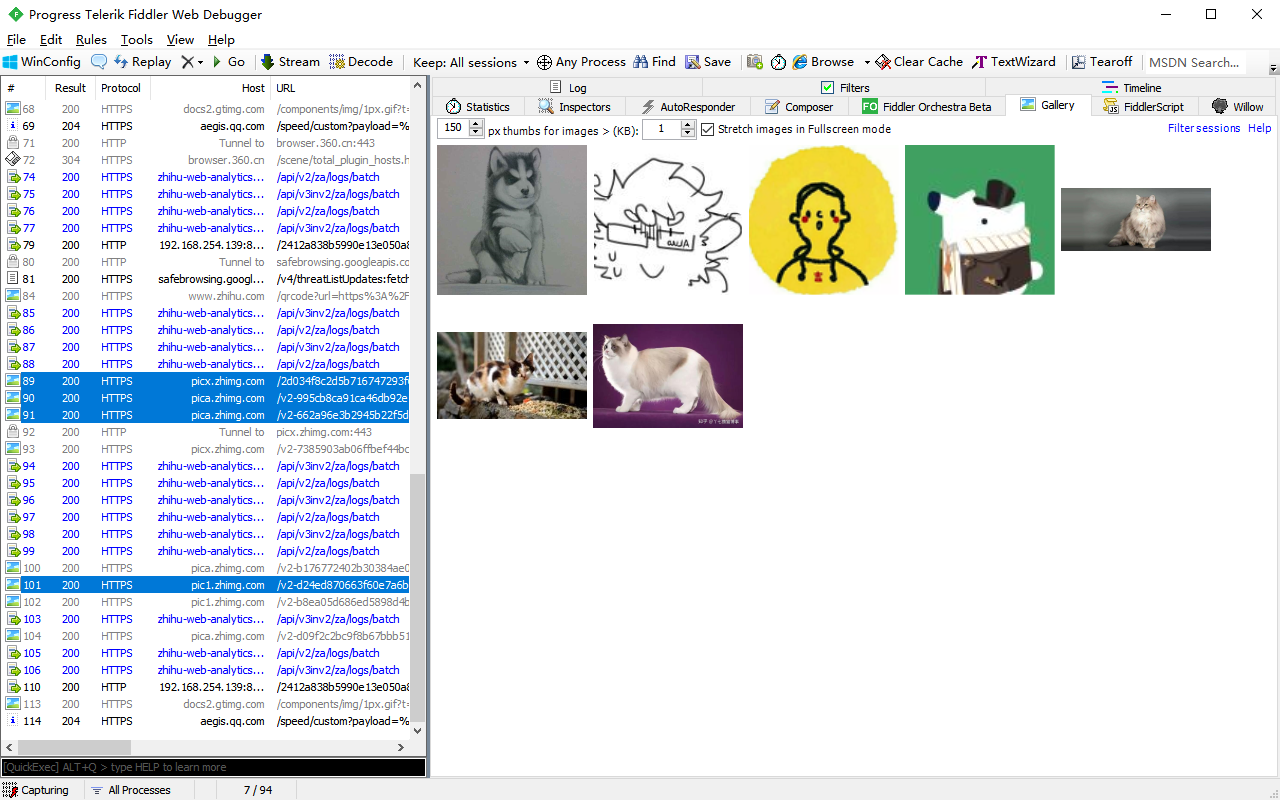 Progress Telerik Fiddler Web Debugger
File Edit Rules Tools View Help
WinConfig Replay Go Stream Decode Keep: All sessions Any Process Find Save Browse Clear Cache TextWizard Tearoff MSDN Search...
# Result Protocol Host URL
68 200 HTTPS docs2.gtimg.com /components/img/1px.gif?t=
69 204 HTTPS aegis.qq.com /speed/custom?payload=%
71 200 HTTP Tunnel to browser.360.cn:443
72 304 HTTPS browser.360.cn /scene/total_plugin_hosts.h
74 200 HTTPS zhihu-web-analytics... /api/v2/za/logs/batch
75 200 HTTPS zhihu-web-analytics... /api/v3inv2/za/logs/batch
76 200 HTTPS zhihu-web-analytics... /api/v2/za/logs/batch
77 200 HTTPS zhihu-web-analytics... /api/v3inv2/za/logs/batch
79 200 HTTP 192.168.254.139:8... /2412a838b5990e13e050a8
80 200 HTTP Tunnel to safebrowsing.googleapis.co
81 200 HTTPS safebrowsing.googl... /v4/threatListUpdates:fetch
84 200 HTTPS www.zhihu.com /qrcode?url=https%3A%2F
85 200 HTTPS zhihu-web-analytics... /api/v3inv2/za/logs/batch
86 200 HTTPS zhihu-web-analytics... /api/v2/za/logs/batch
87 200 HTTPS zhihu-web-analytics... /api/v3inv2/za/logs/batch
88 200 HTTPS zhihu-web-analytics... /api/v2/za/logs/batch
89 200 HTTPS picx.zhimg.com /2d034f8c2d5b716747293f
90 200 HTTPS pica.zhimg.com /v2-995cb8ca91ca46db92e
91 200 HTTPS pica.zhimg.com /v2-662a96e3b2945b22f5d
92 200 HTTP Tunnel to picx.zhimg.com:443
93 200 HTTPS picx.zhimg.com /v2-7385903ab06ffbef44bc
94 200 HTTPS zhihu-web-analytics... /api/v3inv2/za/logs/batch
95 200 HTTPS zhihu-web-analytics... /api/v2/za/logs/batch
96 200 HTTPS zhihu-web-analytics... /api/v3inv2/za/logs/batch
97 200 HTTPS zhihu-web-analytics... /api/v2/za/logs/batch
98 200 HTTPS zhihu-web-analytics... /api/v3inv2/za/logs/batch
99 200 HTTPS zhihu-web-analytics... /api/v2/za/logs/batch
100 200 HTTPS pica.zhimg.com /v2-b176772402b30384ae0
101 200 HTTPS pic1.zhimg.com /v2-d24ed870663f60e7a6b
102 200 HTTPS pic1.zhimg.com /v2-b8ea05d686ed5898d4b
103 200 HTTPS zhihu-web-analytics... /api/v3inv2/za/logs/batch
104 200 HTTPS pica.zhimg.com /v2-d09f2c2bc9f8b67bbb51
105 200 HTTPS zhihu-web-analytics... /api/v2/za/logs/batch
106 200 HTTPS zhihu-web-analytics... /api/v3inv2/za/logs/batch
110 200 HTTP 192.168.254.139:8... /2412a838b5990e13e050a8
113 200 HTTPS docs2.gtimg.com /components/img/1px.gif?t=
114 204 HTTPS aegis.qq.com /speed/custom?payload=%
[QuickExec] ALT+Q > type HELP to learn more
Capturing All Processes 7 / 94
Log Filters Timeline
Statistics Inspectors AutoResponder Composer FO Fiddler Orchestra Beta Gallery FiddlerScript Willow
150 px thumbs for images > (KB): 1 Stretch images in Fullscreen mode Filter sessions Help